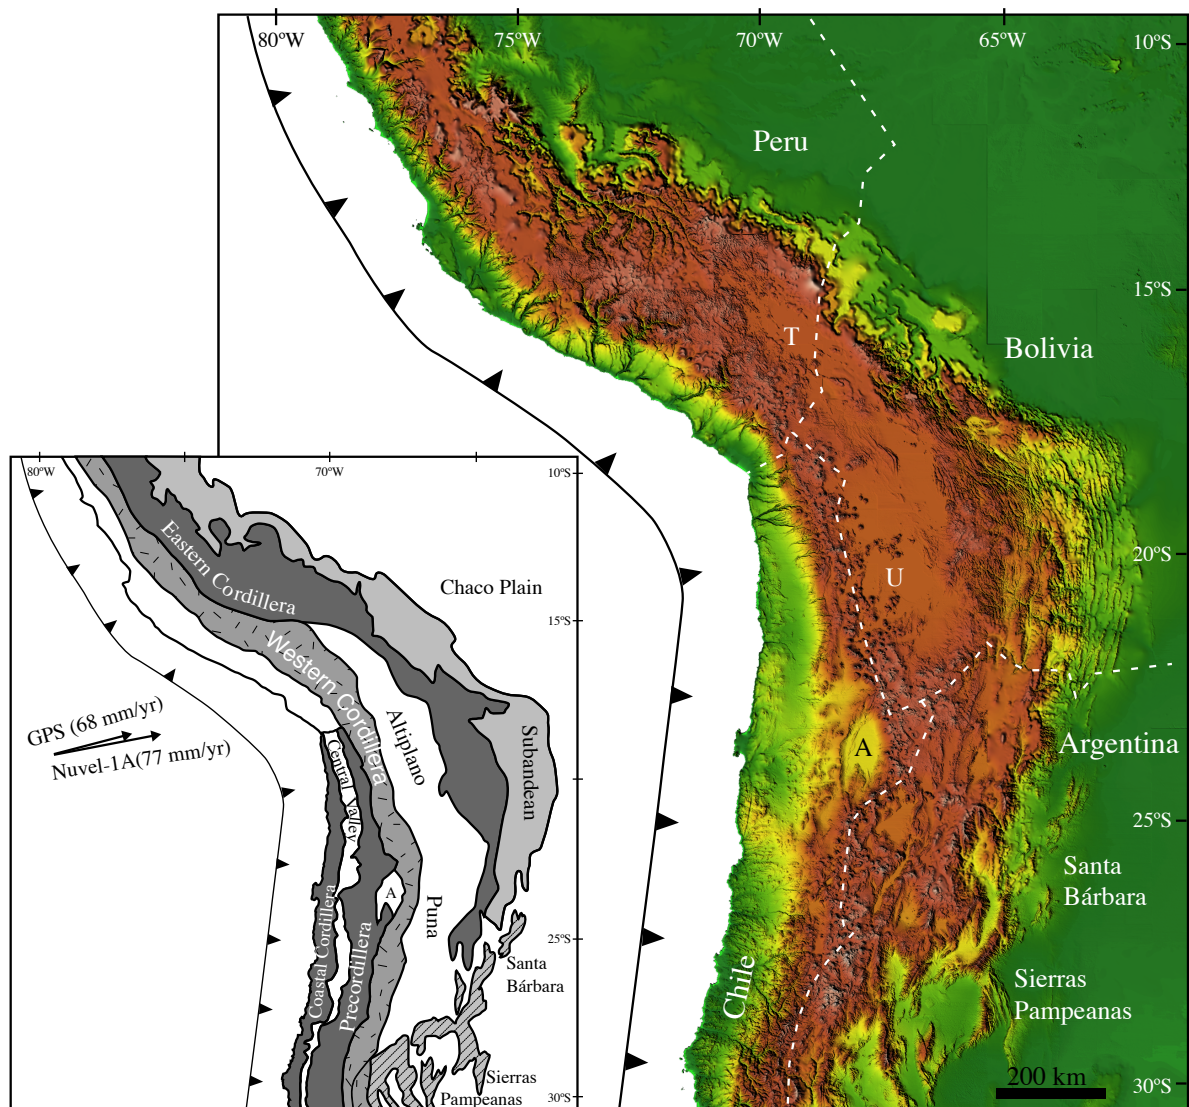 80ºW
75ºW
70ºW
65ºW
10ºS
Peru
15ºS
T
Bolivia
20ºS
U
Argentina
A
25ºS
Santa
Bárbara
Chile
Sierras
Pampeanas
200 km
30ºS
80ºW
70ºW
10ºS
Eastern Cordillera
Chaco Plain
15ºS
Western Cordillera
GPS (68 mm/yr)
Nuvel-1A(77 mm/yr)
Altiplano
Central Valley
Subandean
A
Puna
Coastal Cordillera
Precordillera
25ºS
Santa
Bárbara
Sierras
Pampeanas
30ºS